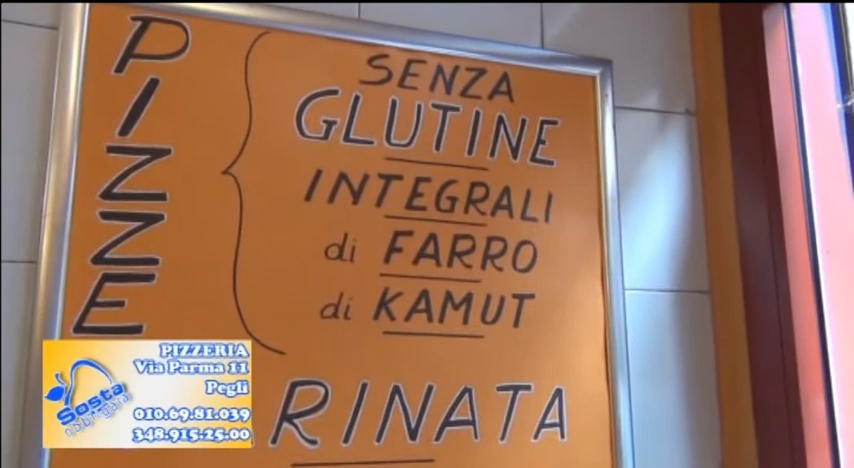 PIZZE
SENZA
GLUTINE
INTEGRALI
di FARRO
di KAMUT
RINATA
PIZZERIA
Via Parma 11
Pegli
010.69.81.039
348.915.25.00
Sosta
obbligata